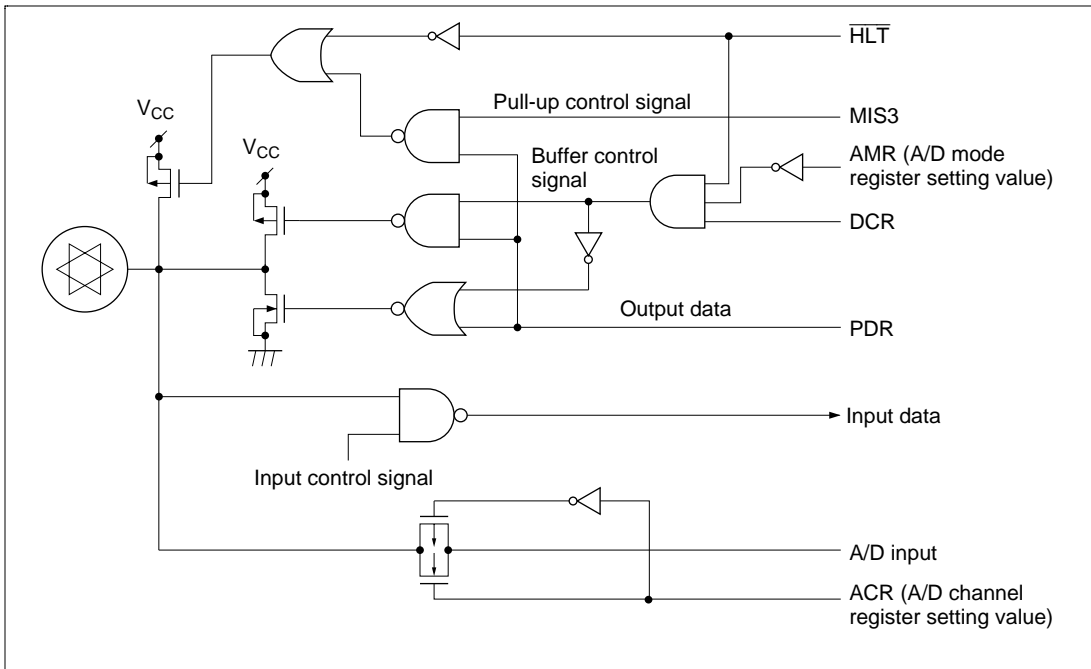 HLT
Pull-up control signal
MIS3
VCC
VCC
Buffer control
signal
AMR (A/D mode
register setting value)
DCR
Output data
PDR
Input data
Input control signal
A/D input
ACR (A/D channel
register setting value)